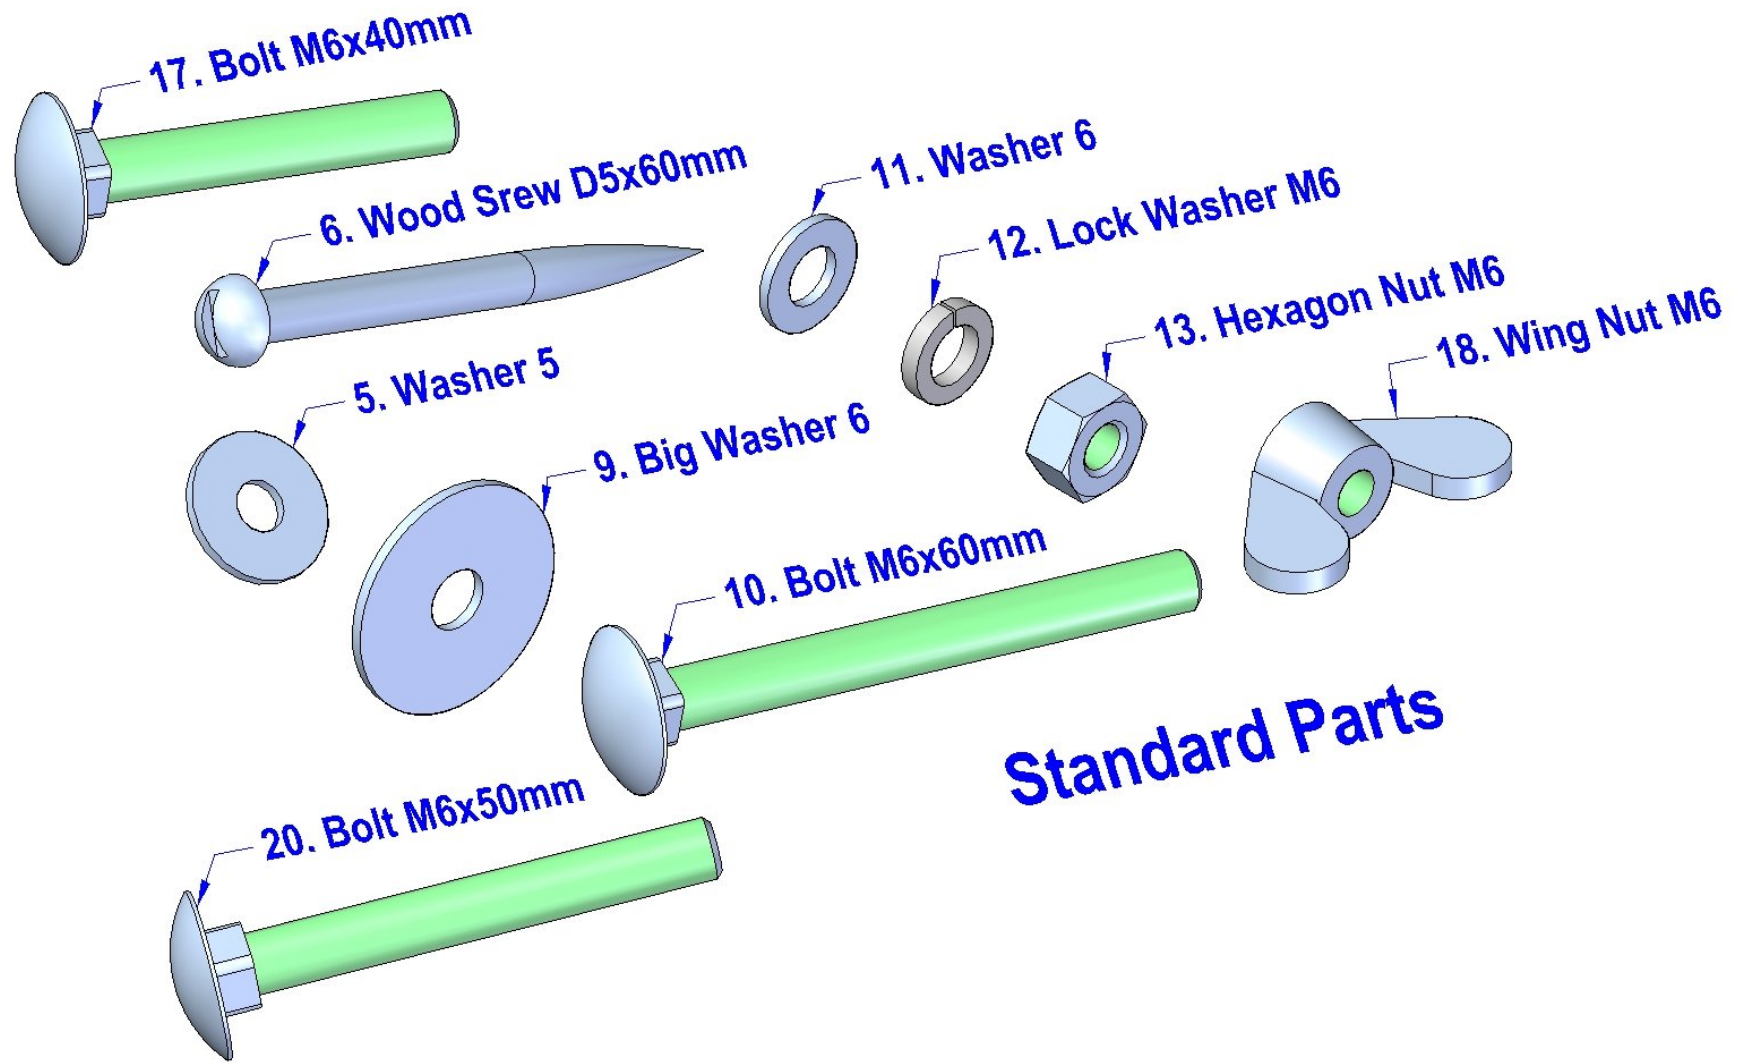 17. Bolt M6x40mm
6. Wood Srew D5x60mm
11. Washer 6
12. Lock Washer M6
13. Hexagon Nut M6
18. Wing Nut M6
5. Washer 5
9. Big Washer 6
10. Bolt M6x60mm
20. Bolt M6x50mm
Standard Parts